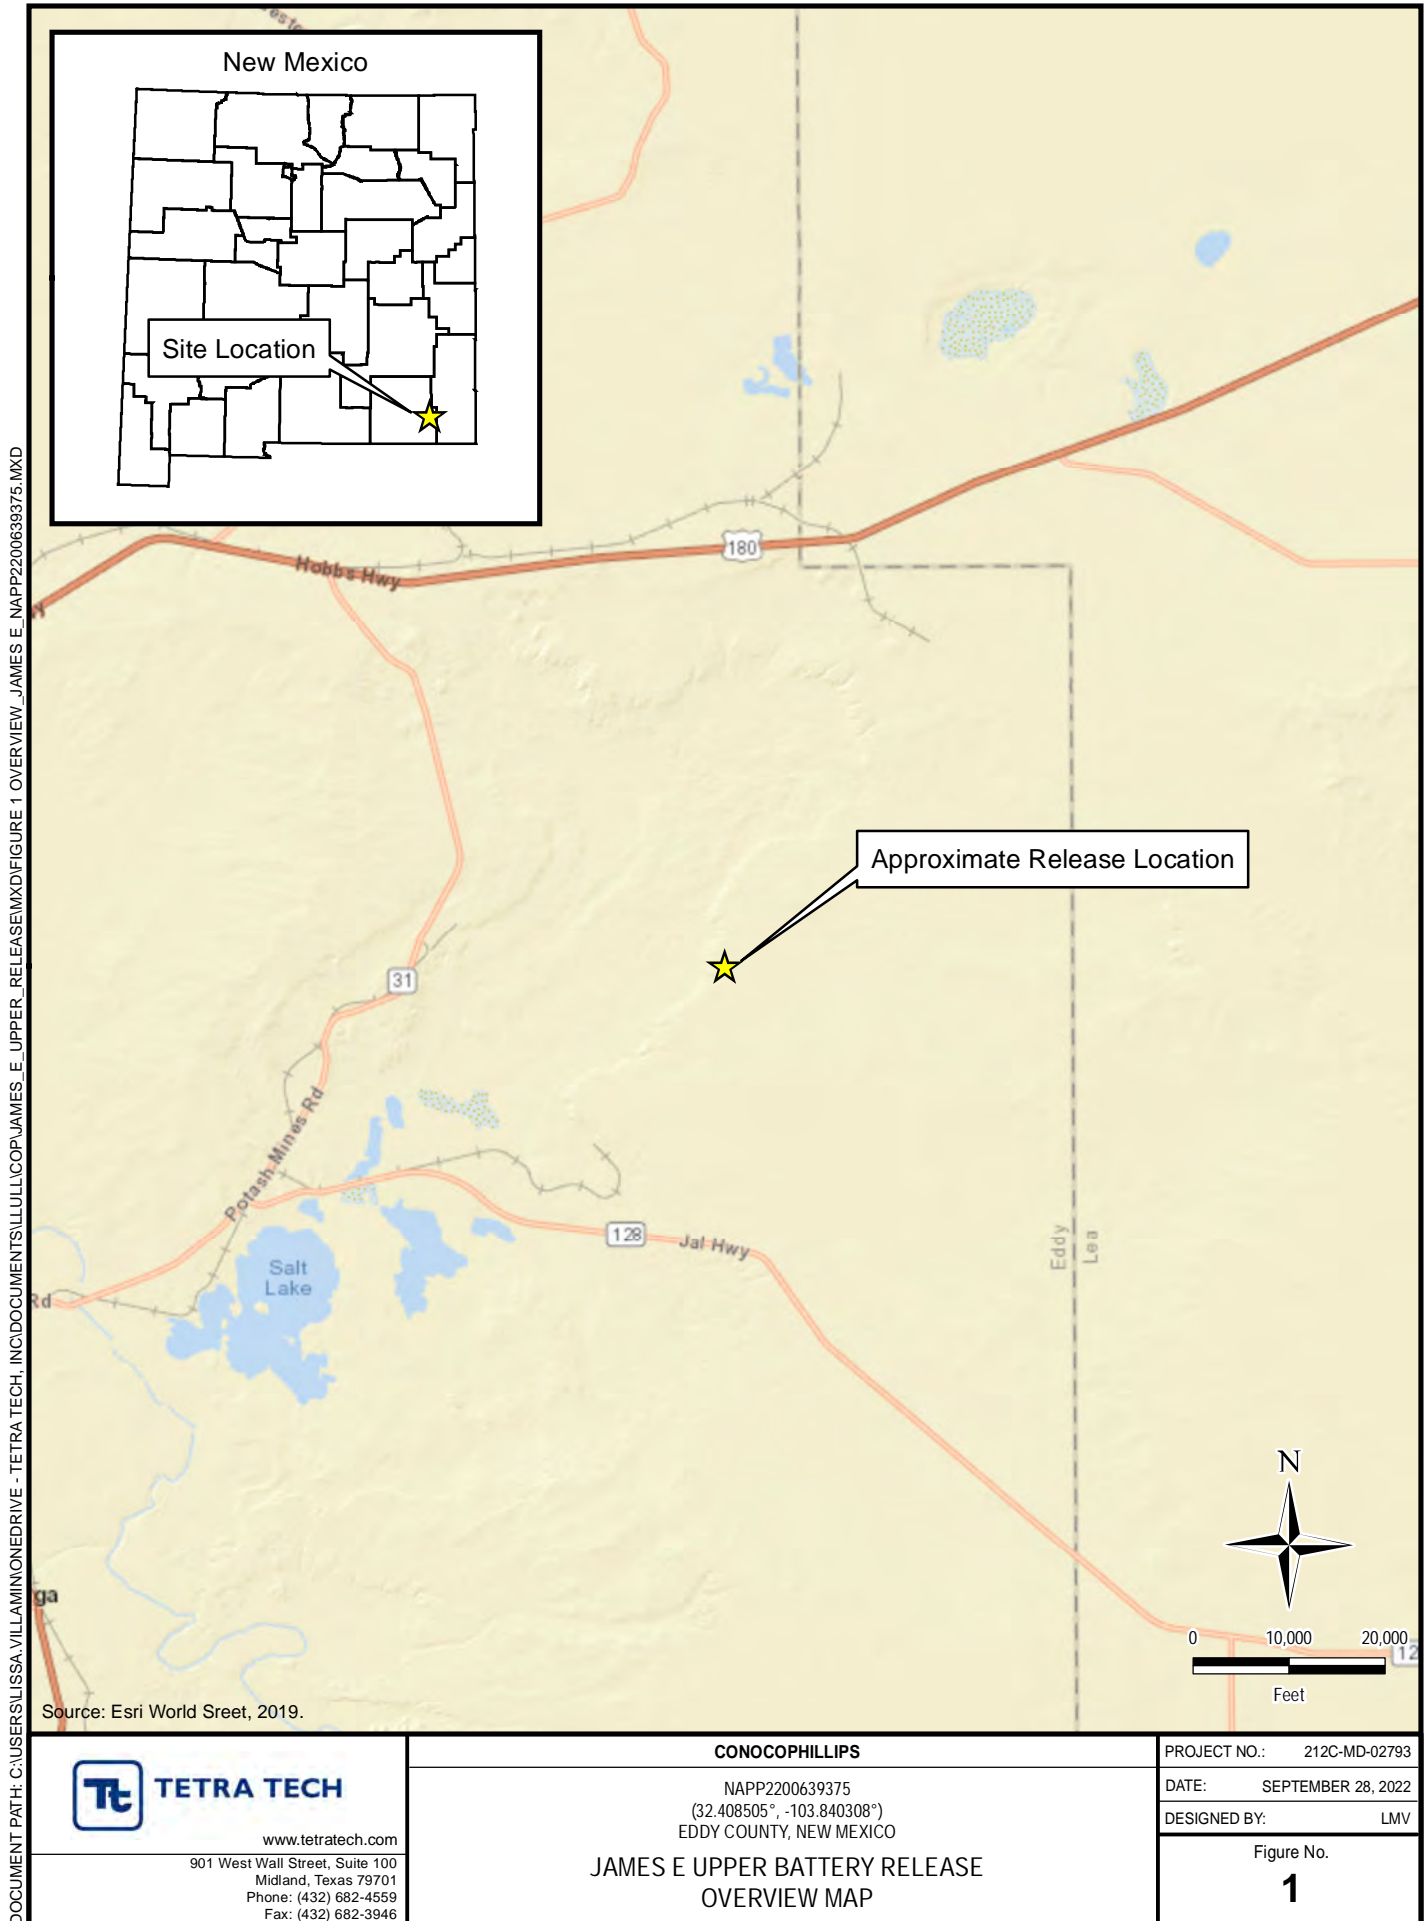 New Mexico
Site Location
180
Hobbs Hwy
Approximate Release Location
31
Potash Mines Rd
128
Jal Hwy
Salt
Lake
Rd
Eddy
Lea
N
ga
0 10,000 20,000
Feet
12
Source: Esri World Sreet, 2019.
DOCUMENT PATH: C:\USERS\LISSA.VILLAMIN\ONEDRIVE - TETRA TECH, INC\DOCUMENTS\LLULL\COP\JAMES_E_UPPER_RELEASE\MXD\FIGURE 1 OVERVIEW_JAMES E_NAPP2200639375.MXD
Tt TETRA TECH
www.tetratech.com
901 West Wall Street, Suite 100
Midland, Texas 79701
Phone: (432) 682-4559
Fax: (432) 682-3946
CONOCOPHILLIPS
NAPP2200639375
(32.408505°, -103.840308°)
EDDY COUNTY, NEW MEXICO
JAMES E UPPER BATTERY RELEASE
OVERVIEW MAP
PROJECT NO.: 212C-MD-02793
DATE: SEPTEMBER 28, 2022
DESIGNED BY: LMV
Figure No.
1